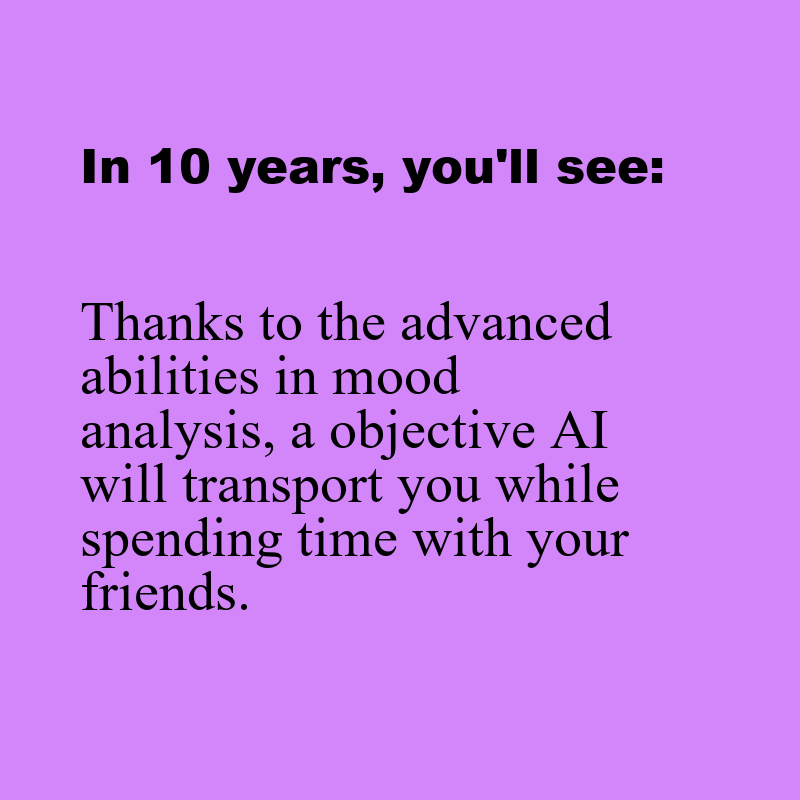 In 10 years, you'll see:
Thanks to the advanced
abilities in mood
analysis, a objective AI
will transport you while
spending time with your
friends.